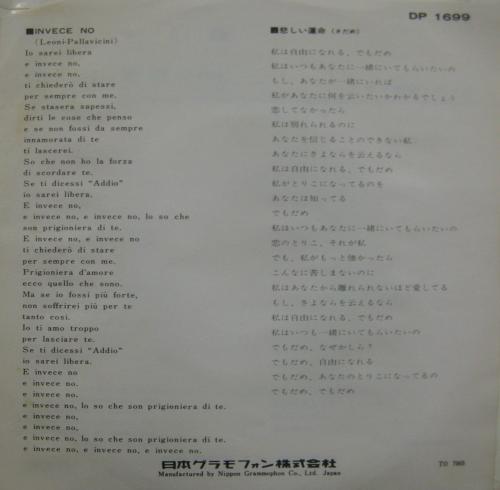 DP 1699
■INVECE NO
(Leoni-Pallavicini)
Io sarei libera
e invece no,
e invece no,
ti chiederò di stare
per sempre con me.
Se stasera sapessi,
dirti le cose che penso
e se non fossi da sempre
innamorata di te
ti lascerei.
So che non ho la forza
di scordare te.
Se ti dicessi "Addio"
io sarei libera.
E invece no,
e invece no, e invece no, lo so che
son prigioniera di te.
E invece no, e invece no
ti chiederò di stare
per sempre con me.
Prigioniera d'amore
ecco quello che sono.
Ma se io fossi più forte,
non soffrirei più per te
tanto così.
Io ti amo troppo
per lasciare te.
Se ti dicessi "Addio"
io sarei libera.
E invece no
e invece no.
e invece no.
e invece no, lo so che son prigioniera di te.
e invece no,
e invece no,
e invece no, lo so che son prigioniera di te.
e invece no, e invece no, e invece no.
■悲しい運命（さだめ）
私は自由になれる、でもだめ
私はいつもあなたに一緒にいてもらいたいの
もし、あなたが一緒にいれば
私があなたに何を云いたいかわかるでしょう
恋してなかったら
私は別れられるのに
あなたを信じることのできない私
あなたにさよならを云えるなら
私は自由になれる、でもだめ
私がとりこになってるのを
あなたは知ってる
でもだめ
私はいつもあなたに一緒にいてもらいたいの
恋のとりこ、それが私
でも、私がもっと強かったら
こんなに苦しまないのに
私はあなたから離れられないほど愛してる
もし、さよならを云えるなら
私は自由になれる、でもだめ
私はいつも一緒にいてもらいたいの
でもだめ、なぜかしら？
でもだめ、自由になれる
でもだめ、あなたのとりこになってるの
でもだめ、でもだめ
日本グラモフォン株式会社
Manufactured by Nippon Grammophon Co., Ltd. Japan